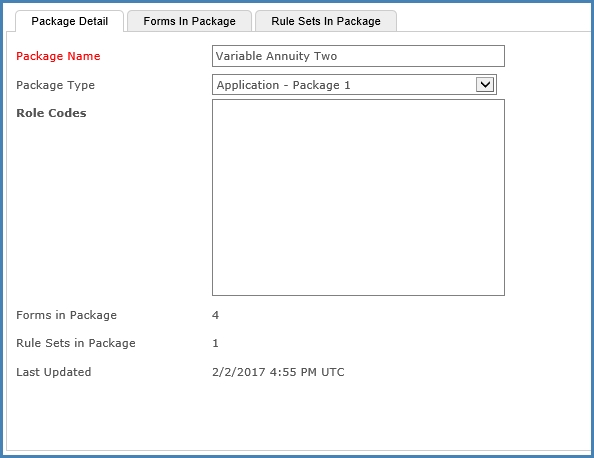 Package Detail Forms In Package Rule Sets In Package
Package Name Variable Annuity Two
Package Type Application - Package 1
Role Codes
Forms in Package 4
Rule Sets in Package 1
Last Updated 2/2/2017 4:55 PM UTC